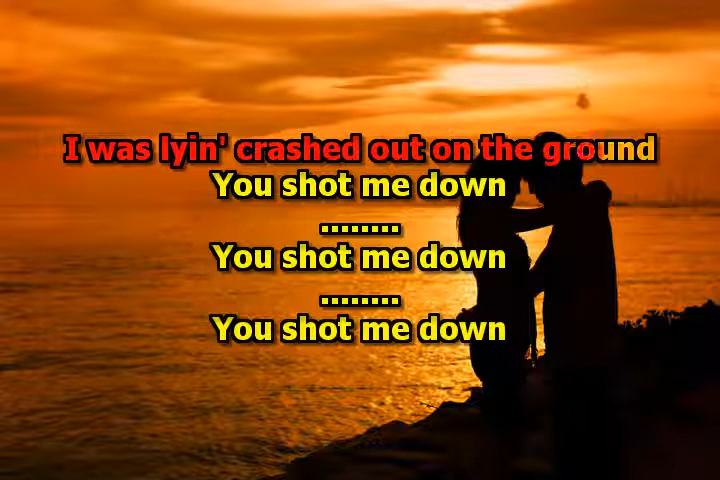 I was lyin' crashed out on the ground
You shot me down
........
You shot me down
........
You shot me down